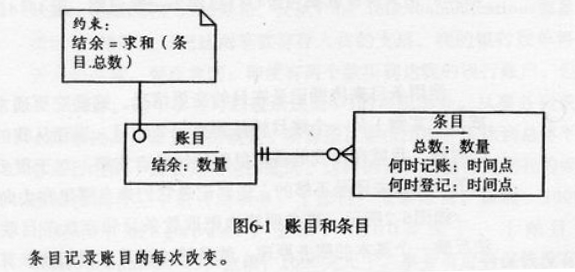 约束：
结余=求和（条
目.总数）
账目
结余：数量
条目
总数：数量
何时记账：时间点
何时登记：时间点
图6-1 账目和条目
条目记录账目的每次改变。